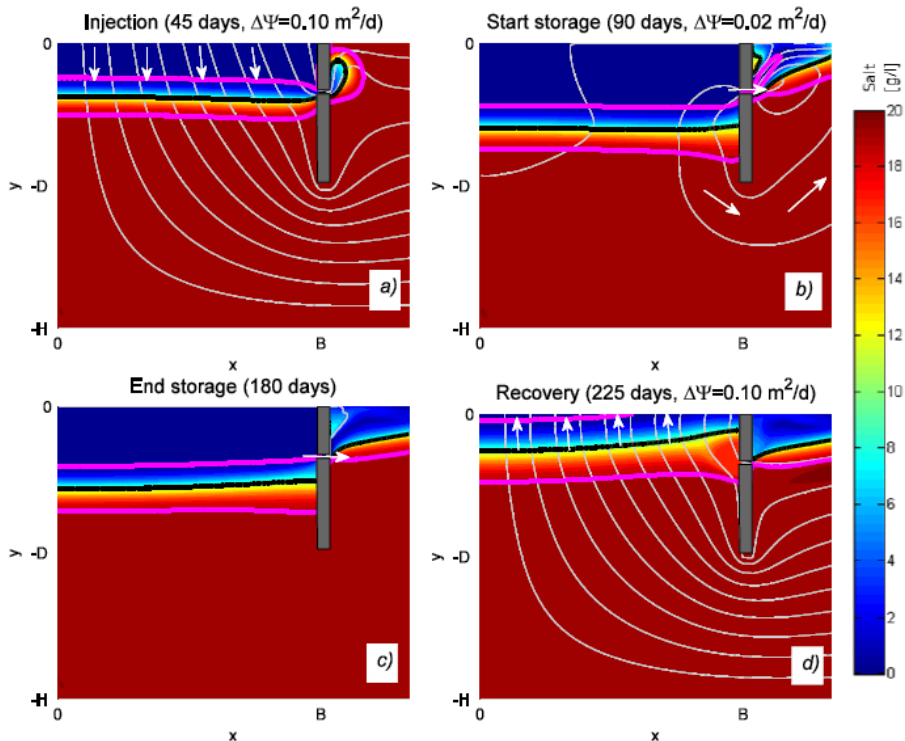 Injection (45 days, ΔΨ=0.10 m²/d)
0
y
-D
-H
0
x
B
a)
Start storage (90 days, ΔΨ=0.02 m²/d)
0
y
-D
-H
0
x
B
b)
Salt
[g/l]
20
18
16
14
12
10
8
6
4
2
0
End storage (180 days)
0
y
-D
-H
0
x
B
c)
Recovery (225 days, ΔΨ=0.10 m²/d)
0
y
-D
-H
0
x
B
d)